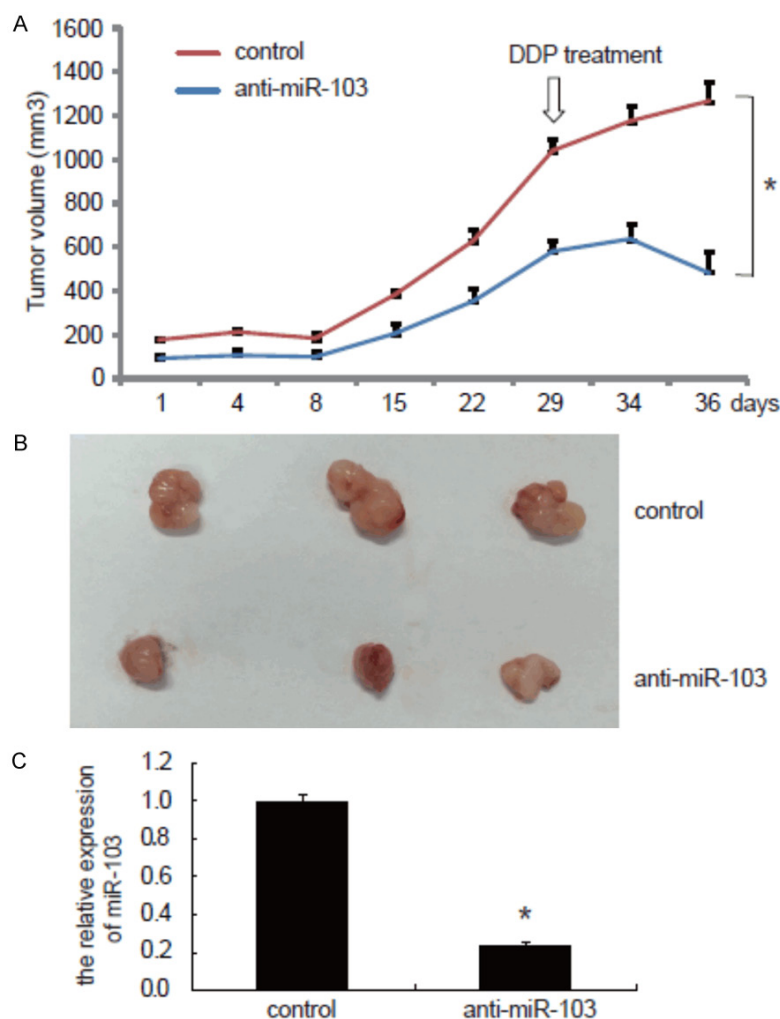 A
1600
1400
1200
1000
800
600
400
200
0
Tumor volume (mm3)
control
anti-miR-103
DDP treatment
*
1 4 8 15 22 29 34 36 days
B
control
anti-miR-103
C
1.2
1.0
0.8
0.6
0.4
0.2
0.0
the relative expression
of miR-103
*
control anti-miR-103